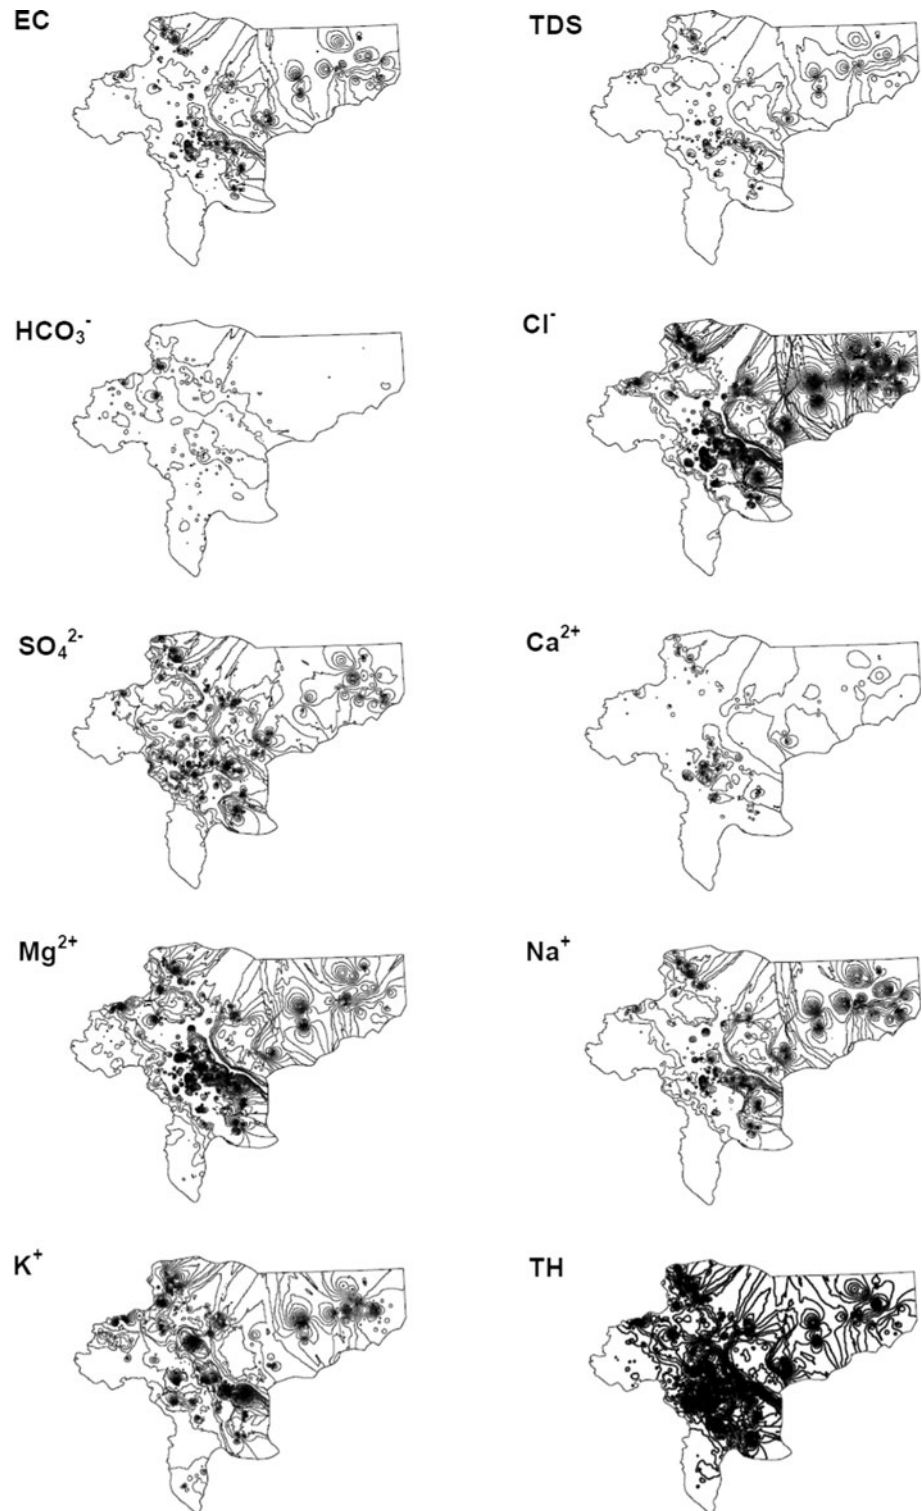 EC
TDS
HCO₃⁻
Cl⁻
SO₄²⁻
Ca²⁺
Mg²⁺
Na⁺
K⁺
TH